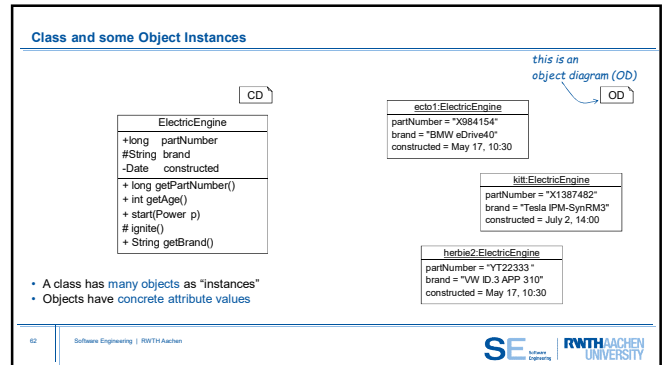 Class and some Object Instances
this is an
object diagram (OD)
CD
OD
ElectricEngine
+long partNumber
#String brand
-Date constructed
+ long getPartNumber()
+ int getAge()
+ start(Power p)
# ignite()
+ String getBrand()
ecto1:ElectricEngine
partNumber = "X984154"
brand = "BMW eDrive40"
constructed = May 17, 10:30
kitt:ElectricEngine
partNumber = "X1387482"
brand = "Tesla IPM-SynRM3"
constructed = July 2, 14:00
herbie2:ElectricEngine
partNumber = "YT22333 "
brand = "VW ID.3 APP 310"
constructed = May 17, 10:30
• A class has many objects as "instances"
• Objects have concrete attribute values
62 Software Engineering | RWTH Aachen
SE Software Engineering
RWTH AACHEN
UNIVERSITY